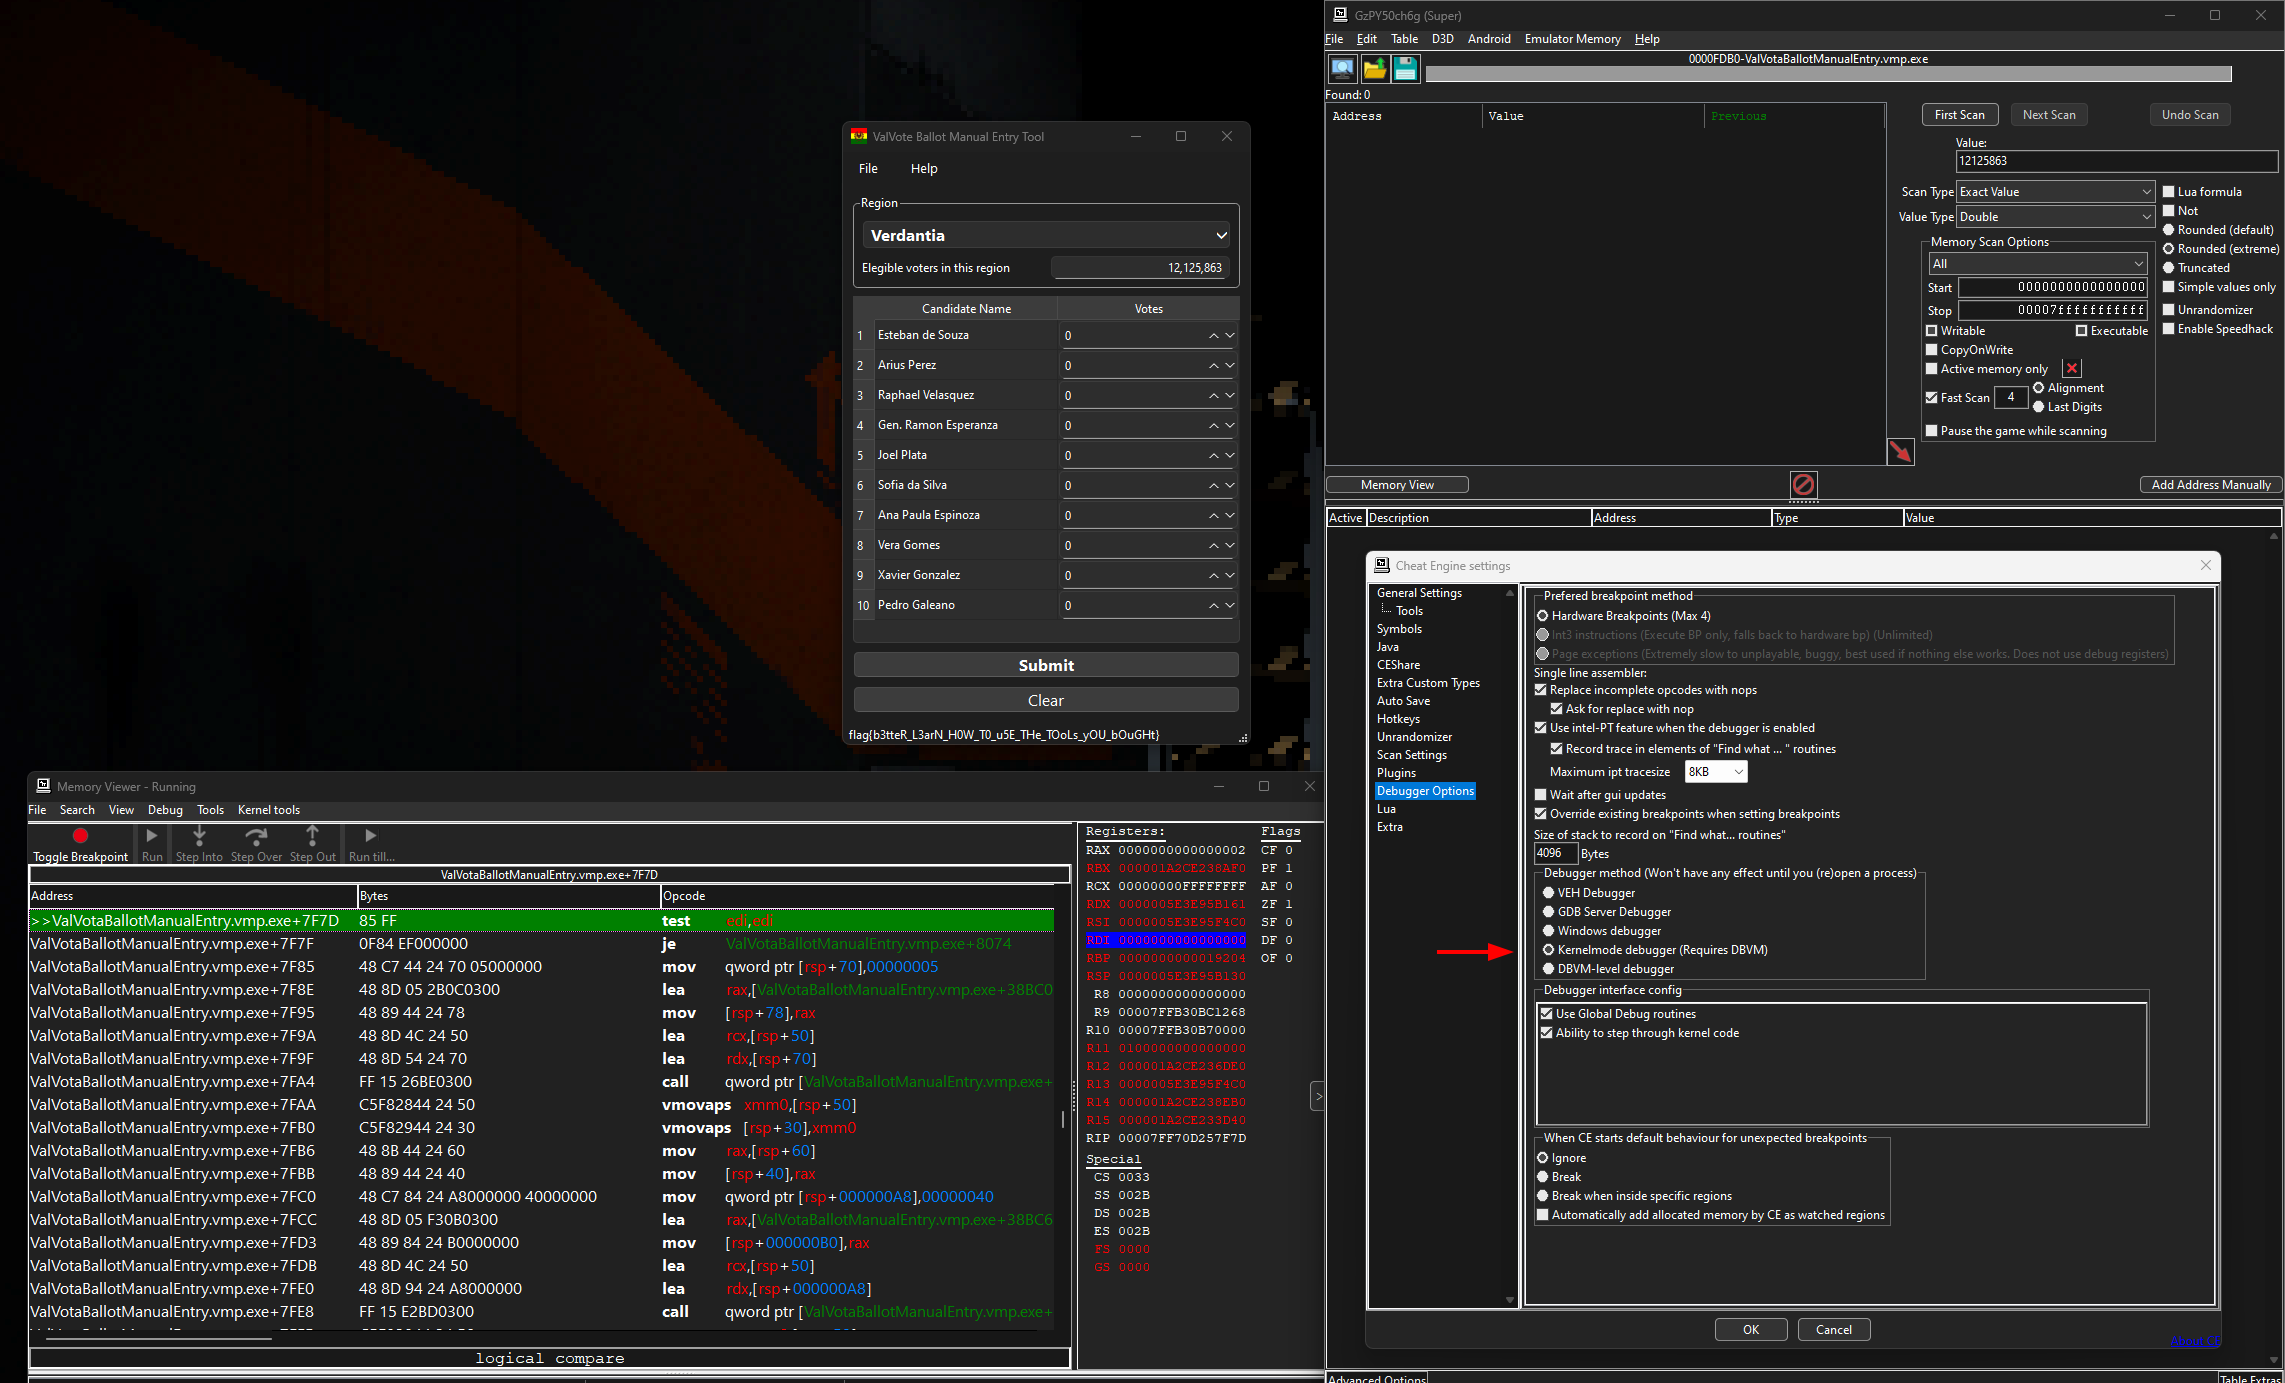 ValVote Ballot Manual Entry Tool
File Help
Region
Verdantia
Elegible voters in this region 12,125,863
Candidate Name Votes
1 Esteban de Souza 0
2 Arius Perez 0
3 Raphael Velasquez 0
4 Gen. Ramon Esperanza 0
5 Joel Plata 0
6 Sofia da Silva 0
7 Ana Paula Espinoza 0
8 Vera Gomes 0
9 Xavier Gonzalez 0
10 Pedro Galeano 0
Submit
Clear
flag{b3tteR_L3arN_H0W_T0_u5E_THe_TOoLs_yOU_bOuGHt}
GzPY50ch6g (Super)
File Edit Table D3D Android Emulator Memory Help
0000FDB0-ValVotaBallotManualEntry.vmp.exe
Found: 0
Address Value Previous
First Scan Next Scan Undo Scan
Value:
12125863
Scan Type Exact Value
Value Type Double
Lua formula
Not
Rounded (default)
Rounded (extreme)
Truncated
Simple values only
Unrandomizer
Enable Speedhack
Memory Scan Options
All
Start 0000000000000000
Stop 00007fffffffffff
Writable Executable
CopyOnWrite
Active memory only
Fast Scan 4 Alignment
Last Digits
Pause the game while scanning
Memory View Add Address Manually
Active Description Address Type Value
Cheat Engine settings
General Settings
Tools
Symbols
Java
CEShare
Extra Custom Types
Auto Save
Hotkeys
Unrandomizer
Scan Settings
Plugins
Debugger Options
Lua
Extra
Prefered breakpoint method
Hardware Breakpoints (Max 4)
Int3 instructions (Execute BP only, falls back to hardware bp) (Unlimited)
Page exceptions (Extremely slow to unplayable, buggy, best used if nothing else works. Does not use debug registers)
Single line assembler:
Replace incomplete opcodes with nops
Ask for replace with nop
Use intel-PT feature when the debugger is enabled
Record trace in elements of "Find what ... " routines
Maximum ipt tracesize 8KB
Wait after gui updates
Override existing breakpoints when setting breakpoints
Size of stack to record on "Find what... routines"
4096 Bytes
Debugger method (Won't have any effect until you (re)open a process)
VEH Debugger
GDB Server Debugger
Windows debugger
Kernelmode debugger (Requires DBVM)
DBVM-level debugger
Debugger interface config
Use Global Debug routines
Ability to step through kernel code
When CE starts default behaviour for unexpected breakpoints
Ignore
Break
Break when inside specific regions
Automatically add allocated memory by CE as watched regions
OK Cancel
About CE
Advanced Options Table Extras
Memory Viewer - Running
File Search View Debug Tools Kernel tools
Toggle Breakpoint Run Step Into Step Over Step Out Run till...
ValVotaBallotManualEntry.vmp.exe+7F7D
Address Bytes Opcode
>>ValVotaBallotManualEntry.vmp.exe+7F7D 85 FF test edi,edi
ValVotaBallotManualEntry.vmp.exe+7F7F 0F84 EF000000 je ValVotaBallotManualEntry.vmp.exe+8074
ValVotaBallotManualEntry.vmp.exe+7F85 48 C7 44 24 70 05000000 mov qword ptr [rsp+70],00000005
ValVotaBallotManualEntry.vmp.exe+7F8E 48 8D 05 2B0C0300 lea rax,[ValVotaBallotManualEntry.vmp.exe+38BC0
ValVotaBallotManualEntry.vmp.exe+7F95 48 89 44 24 78 mov [rsp+78],rax
ValVotaBallotManualEntry.vmp.exe+7F9A 48 8D 4C 24 50 lea rcx,[rsp+50]
ValVotaBallotManualEntry.vmp.exe+7F9F 48 8D 54 24 70 lea rdx,[rsp+70]
ValVotaBallotManualEntry.vmp.exe+7FA4 FF 15 26BE0300 call qword ptr [ValVotaBallotManualEntry.vmp.exe+
ValVotaBallotManualEntry.vmp.exe+7FAA C5F82844 24 50 vmovaps xmm0,[rsp+50]
ValVotaBallotManualEntry.vmp.exe+7FB0 C5F82944 24 30 vmovaps [rsp+30],xmm0
ValVotaBallotManualEntry.vmp.exe+7FB6 48 8B 44 24 60 mov rax,[rsp+60]
ValVotaBallotManualEntry.vmp.exe+7FBB 48 89 44 24 40 mov [rsp+40],rax
ValVotaBallotManualEntry.vmp.exe+7FC0 48 C7 84 24 A8000000 40000000 mov qword ptr [rsp+000000A8],00000040
ValVotaBallotManualEntry.vmp.exe+7FCC 48 8D 05 F30B0300 lea rax,[ValVotaBallotManualEntry.vmp.exe+38BC6
ValVotaBallotManualEntry.vmp.exe+7FD3 48 89 84 24 B0000000 mov [rsp+000000B0],rax
ValVotaBallotManualEntry.vmp.exe+7FDB 48 8D 4C 24 50 lea rcx,[rsp+50]
ValVotaBallotManualEntry.vmp.exe+7FE0 48 8D 94 24 A8000000 lea rdx,[rsp+000000A8]
ValVotaBallotManualEntry.vmp.exe+7FE8 FF 15 E2BD0300 call qword ptr [ValVotaBallotManualEntry.vmp.exe+
logical compare
Registers: Flags
RAX 0000000000000002 CF 0
RBX 000001A2CE238AF0 PF 1
RCX 00000000FFFFFFFF AF 0
RDX 0000005E3E95B161 ZF 1
RSI 0000005E3E95F4C0 SF 0
RDI 0000000000000000 DF 0
RBP 0000000000019204 OF 0
RSP 0000005E3E95B130
R8 0000000000000000
R9 00007FFB30BC1268
R10 00007FFB30B70000
R11 0100000000000000
R12 000001A2CE236DE0
R13 0000005E3E95F4C0
R14 000001A2CE238EB0
R15 000001A2CE233D40
RIP 00007FF70D257F7D
Special
CS 0033
SS 002B
DS 002B
ES 002B
FS 0000
GS 0000